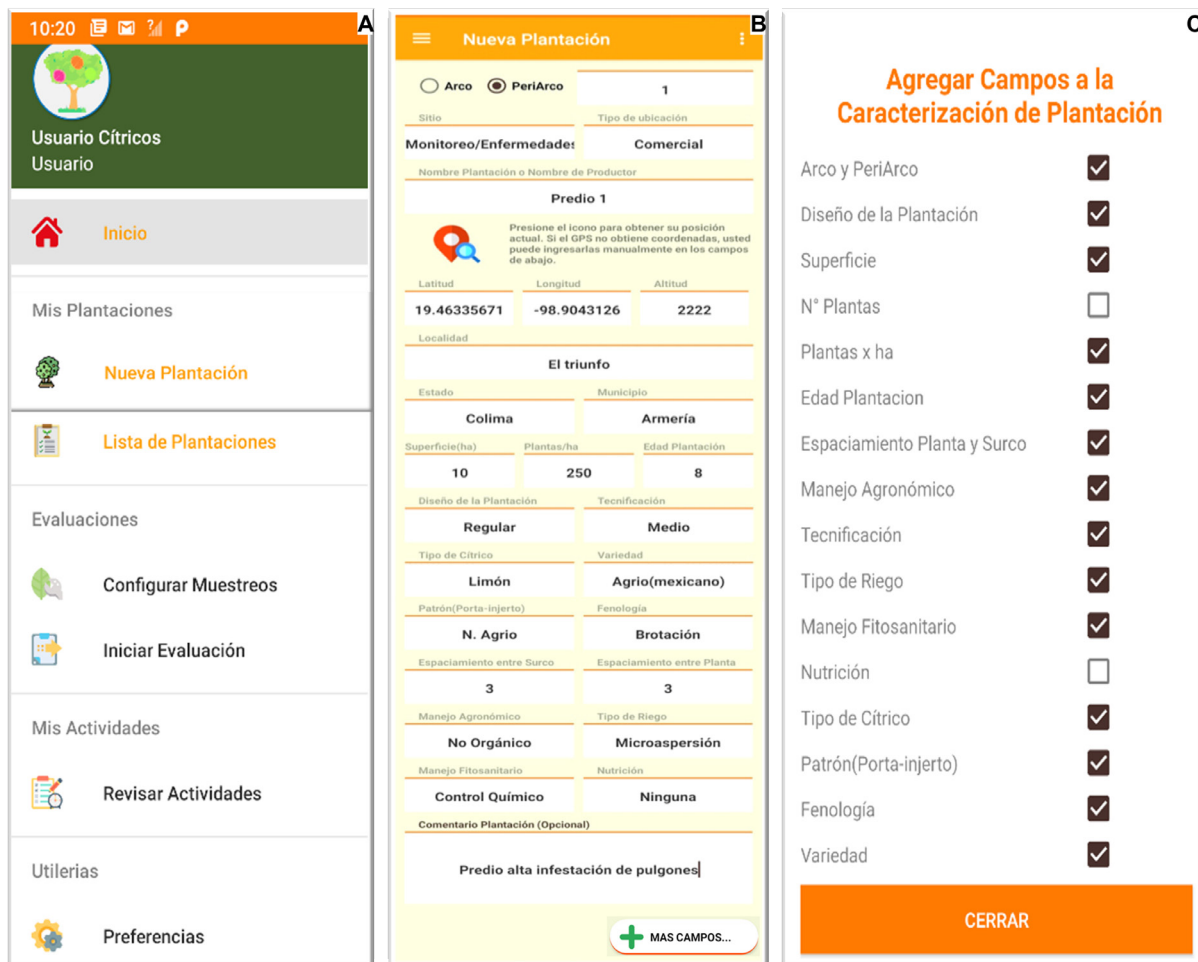 10:20
A
Usuario Cítricos
Usuario
Inicio
Mis Plantaciones
Nueva Plantación
Lista de Plantaciones
Evaluaciones
Configurar Muestreos
Iniciar Evaluación
Mis Actividades
Revisar Actividades
Utilerias
Preferencias
B
Nueva Plantación
Arco PeriArco 1
Sitio Tipo de ubicación
Monitoreo/Enfermedades Comercial
Nombre Plantación o Nombre de Productor
Predio 1
Presione el icono para obtener su posición
actual. Si el GPS no obtiene coordenadas, usted
puede ingresarlas manualmente en los campos
de abajo.
Latitud Longitud Altitud
19.46335671 -98.9043126 2222
Localidad
El triunfo
Estado Municipio
Colima Armería
Superficie(ha) Plantas/ha Edad Plantación
10 250 8
Diseño de la Plantación Tecnificación
Regular Medio
Tipo de Cítrico Variedad
Limón Agrio(mexicano)
Patrón(Porta-injerto) Fenología
N. Agrio Brotación
Espaciamiento entre Surco Espaciamiento entre Planta
3 3
Manejo Agronómico Tipo de Riego
No Orgánico Microaspersión
Manejo Fitosanitario Nutrición
Control Químico Ninguna
Comentario Plantación (Opcional)
Predio alta infestación de pulgones
MAS CAMPOS...
C
Agregar Campos a la
Caracterización de Plantación
Arco y PeriArco
Diseño de la Plantación
Superficie
N° Plantas
Plantas x ha
Edad Plantacion
Espaciamiento Planta y Surco
Manejo Agronómico
Tecnificación
Tipo de Riego
Manejo Fitosanitario
Nutrición
Tipo de Cítrico
Patrón(Porta-injerto)
Fenología
Variedad
CERRAR